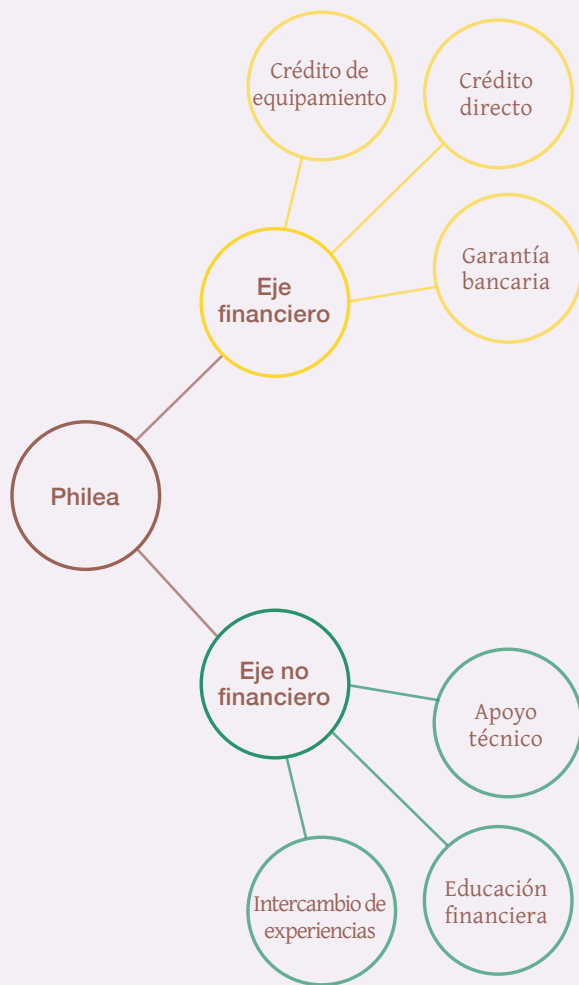 Crédito de
equipamiento
Crédito
directo
Garantía
bancaria
Eje
financiero
Philea
Eje no
financiero
Apoyo
técnico
Educación
financiera
Intercambio de
experiencias